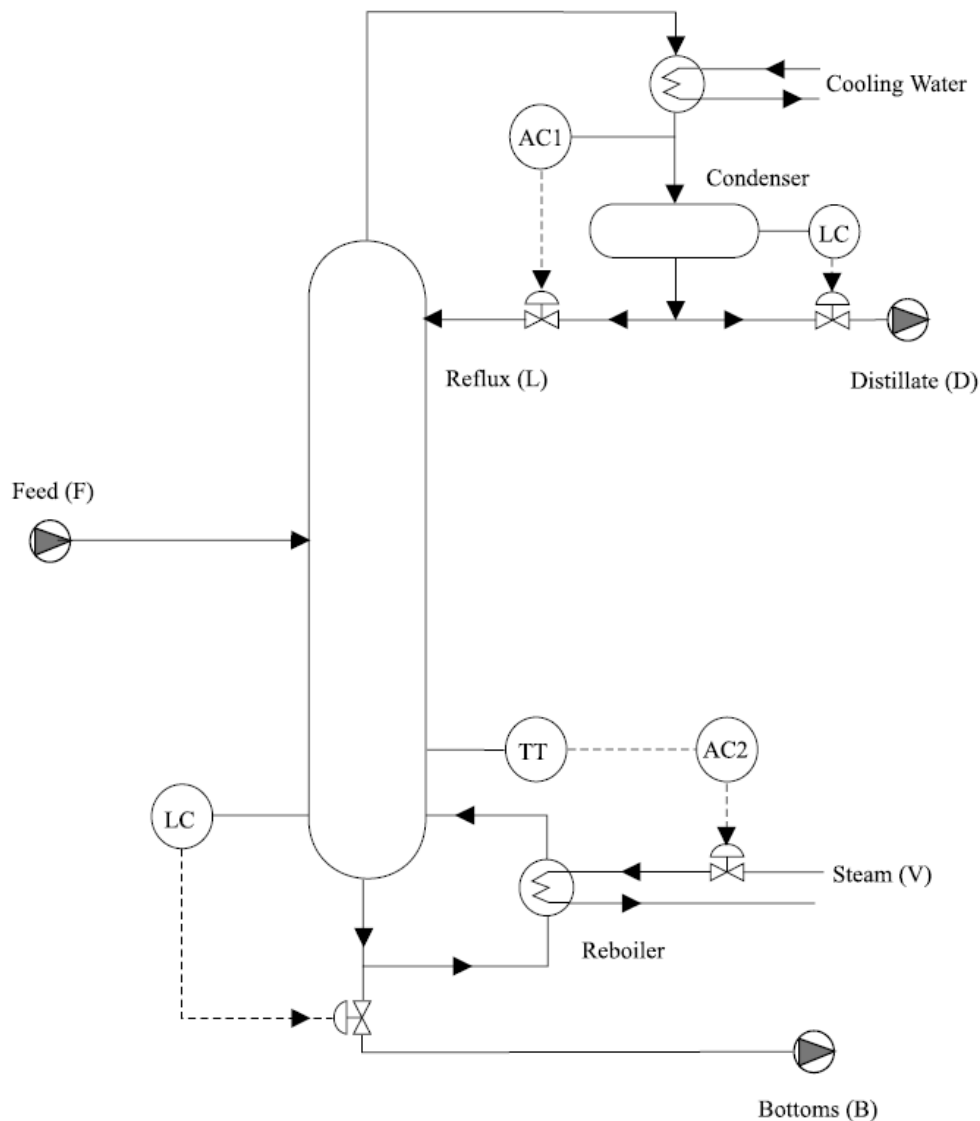 Cooling Water
AC1
Condenser
LC
Reflux (L)
Distillate (D)
Feed (F)
TT
AC2
LC
Steam (V)
Reboiler
Bottoms (B)